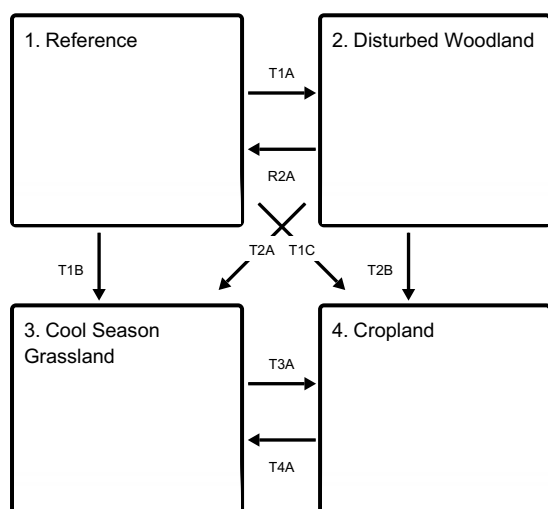 1. Reference
2. Disturbed Woodland
T1A
R2A
T2A
T1C
T1B
T2B
3. Cool Season
Grassland
4. Cropland
T3A
T4A